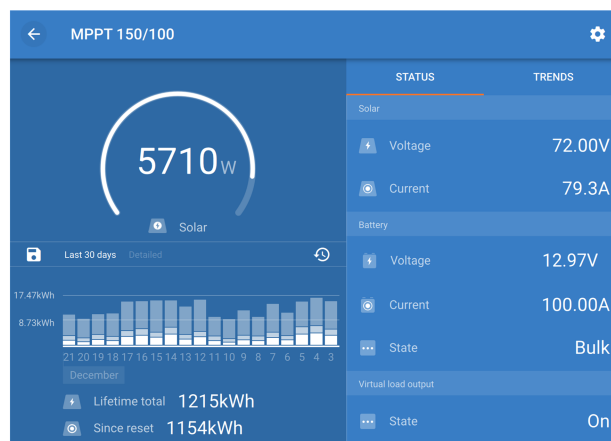 MPPT 150/100
5710W
Solar
Last 30 days Detailed
17.47kWh
8.73kWh
21 20 19 18 17 16 15 14 13 12 11 10 9 8 7 6 5 4 3
December
Lifetime total 1215kWh
Since reset 1154kWh
STATUS TRENDS
Solar
Voltage 72.00V
Current 79.3A
Battery
Voltage 12.97V
Current 100.00A
State Bulk
Virtual load output
State On